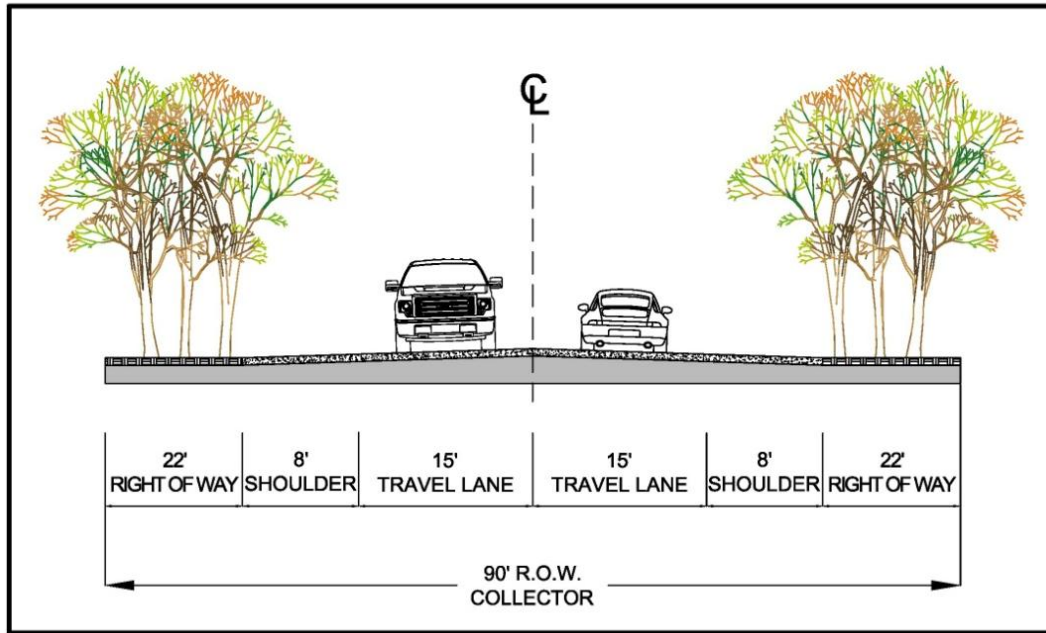 ℄
22'
RIGHT OF WAY
8'
SHOULDER
15'
TRAVEL LANE
15'
TRAVEL LANE
8'
SHOULDER
22'
RIGHT OF WAY
90' R.O.W.
COLLECTOR